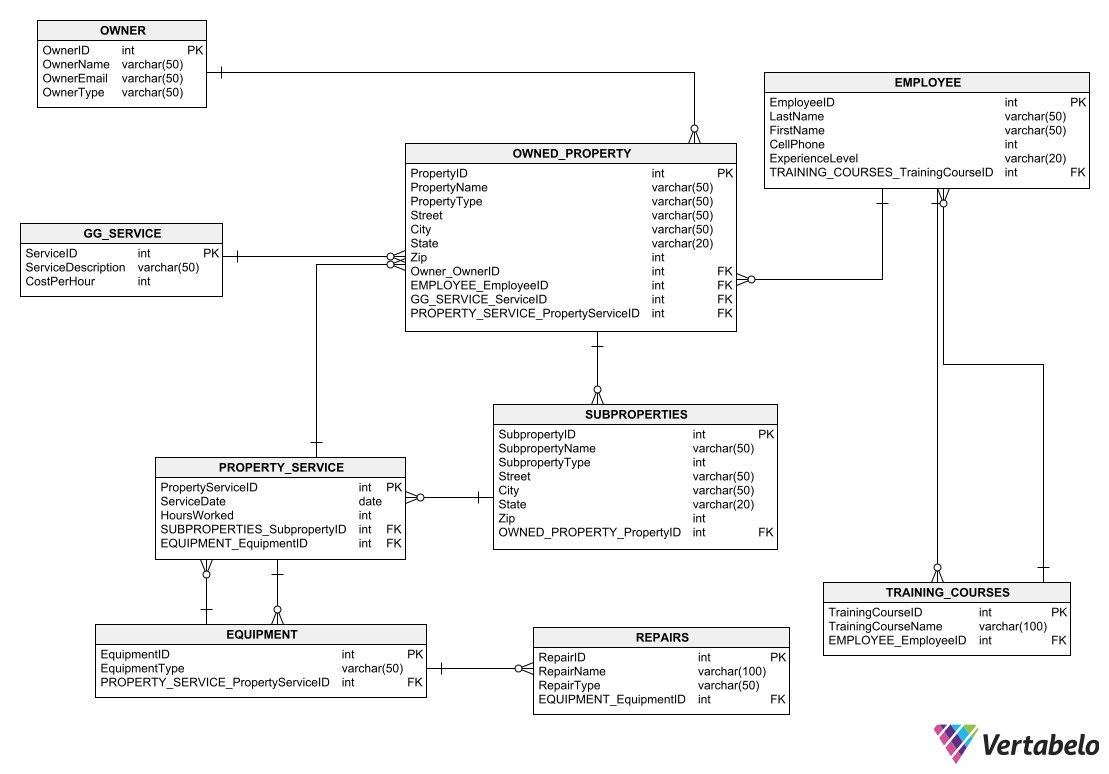 OWNER
OwnerID int PK
OwnerName varchar(50)
OwnerEmail varchar(50)
OwnerType varchar(50)
EMPLOYEE
EmployeeID int PK
LastName varchar(50)
FirstName varchar(50)
CellPhone int
ExperienceLevel varchar(20)
TRAINING_COURSES_TrainingCourseID int FK
OWNED_PROPERTY
PropertyID int PK
PropertyName varchar(50)
PropertyType varchar(50)
Street varchar(50)
City varchar(50)
State varchar(20)
Zip int
Owner_OwnerID int FK
EMPLOYEE_EmployeeID int FK
GG_SERVICE_ServiceID int FK
PROPERTY_SERVICE_PropertyServiceID int FK
GG_SERVICE
ServiceID int PK
ServiceDescription varchar(50)
CostPerHour int
SUBPROPERTIES
SubpropertyID int PK
SubpropertyName varchar(50)
SubpropertyType int
Street varchar(50)
City varchar(50)
State varchar(20)
Zip int
OWNED_PROPERTY_PropertyID int FK
PROPERTY_SERVICE
PropertyServiceID int PK
ServiceDate date
HoursWorked int
SUBPROPERTIES_SubpropertyID int FK
EQUIPMENT_EquipmentID int FK
TRAINING_COURSES
TrainingCourseID int PK
TrainingCourseName varchar(100)
EMPLOYEE_EmployeeID int FK
EQUIPMENT
EquipmentID int PK
EquipmentType varchar(50)
PROPERTY_SERVICE_PropertyServiceID int FK
REPAIRS
RepairID int PK
RepairName varchar(100)
RepairType varchar(50)
EQUIPMENT_EquipmentID int FK
Vertabelo